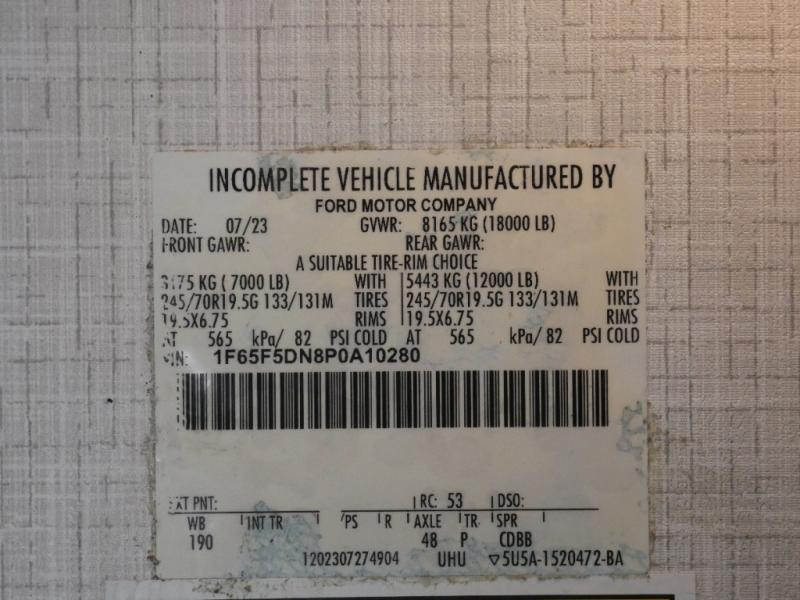 INCOMPLETE VEHICLE MANUFACTURED BY
FORD MOTOR COMPANY
DATE: 07/23 GVWR: 8165 KG (18000 LB)
FRONT GAWR: REAR GAWR:
A SUITABLE TIRE-RIM CHOICE
3175 KG ( 7000 LB) WITH 5443 KG (12000 LB) WITH
245/70R19.5G 133/131M TIRES 245/70R19.5G 133/131M TIRES
19.5X6.75 RIMS 19.5X6.75 RIMS
AT 565 kPa/ 82 PSI COLD AT 565 kPa/ 82 PSI COLD
VIN: 1F65F5DN8P0A10280
EXT PNT: RC: 53 DSO:
WB INT TR PS R AXLE TR SPR
190 48 P CDBB
1202307274904 UHU ▽5U5A-1520472-BA